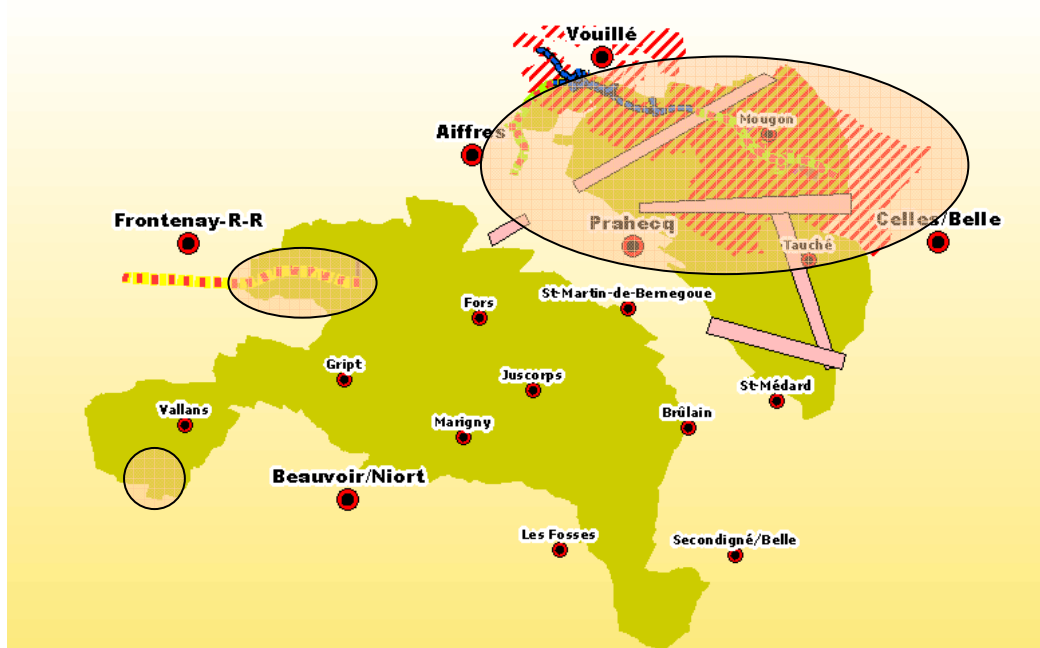 Vouillé
Mougon
Aiffres
Frontenay-R-R
Prahecq
Celles/Belle
Tauché
St-Martin-de-Bernegoue
Fors
Gript
Juscorps
St-Médard
Vallans
Marigny
Brûlain
Beauvoir/Niort
Les Fosses
Secondigné/Belle